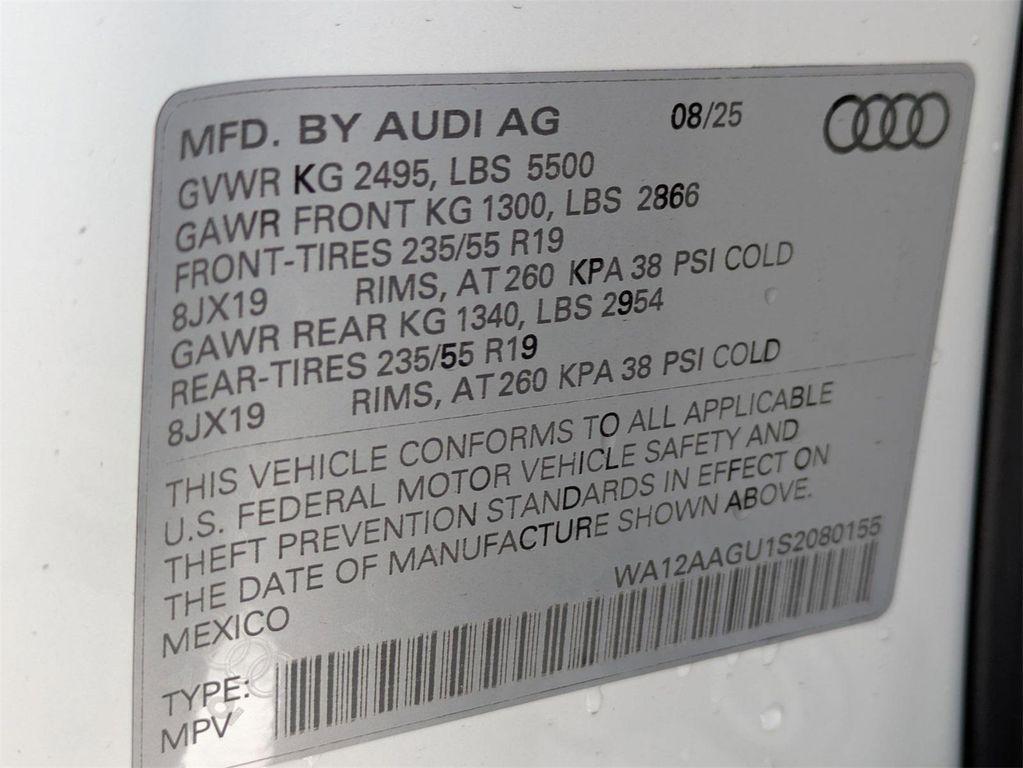 MFD. BY AUDI AG 08/25
GVWR KG 2495, LBS 5500
GAWR FRONT KG 1300, LBS 2866
FRONT-TIRES 235/55 R19
8JX19 RIMS, AT 260 KPA 38 PSI COLD
GAWR REAR KG 1340, LBS 2954
REAR-TIRES 235/55 R19
8JX19 RIMS, AT 260 KPA 38 PSI COLD
THIS VEHICLE CONFORMS TO ALL APPLICABLE
U.S. FEDERAL MOTOR VEHICLE SAFETY AND
THEFT PREVENTION STANDARDS IN EFFECT ON
THE DATE OF MANUFACTURE SHOWN ABOVE.
MEXICO WA12AAGU1S2080155
TYPE:
MPV